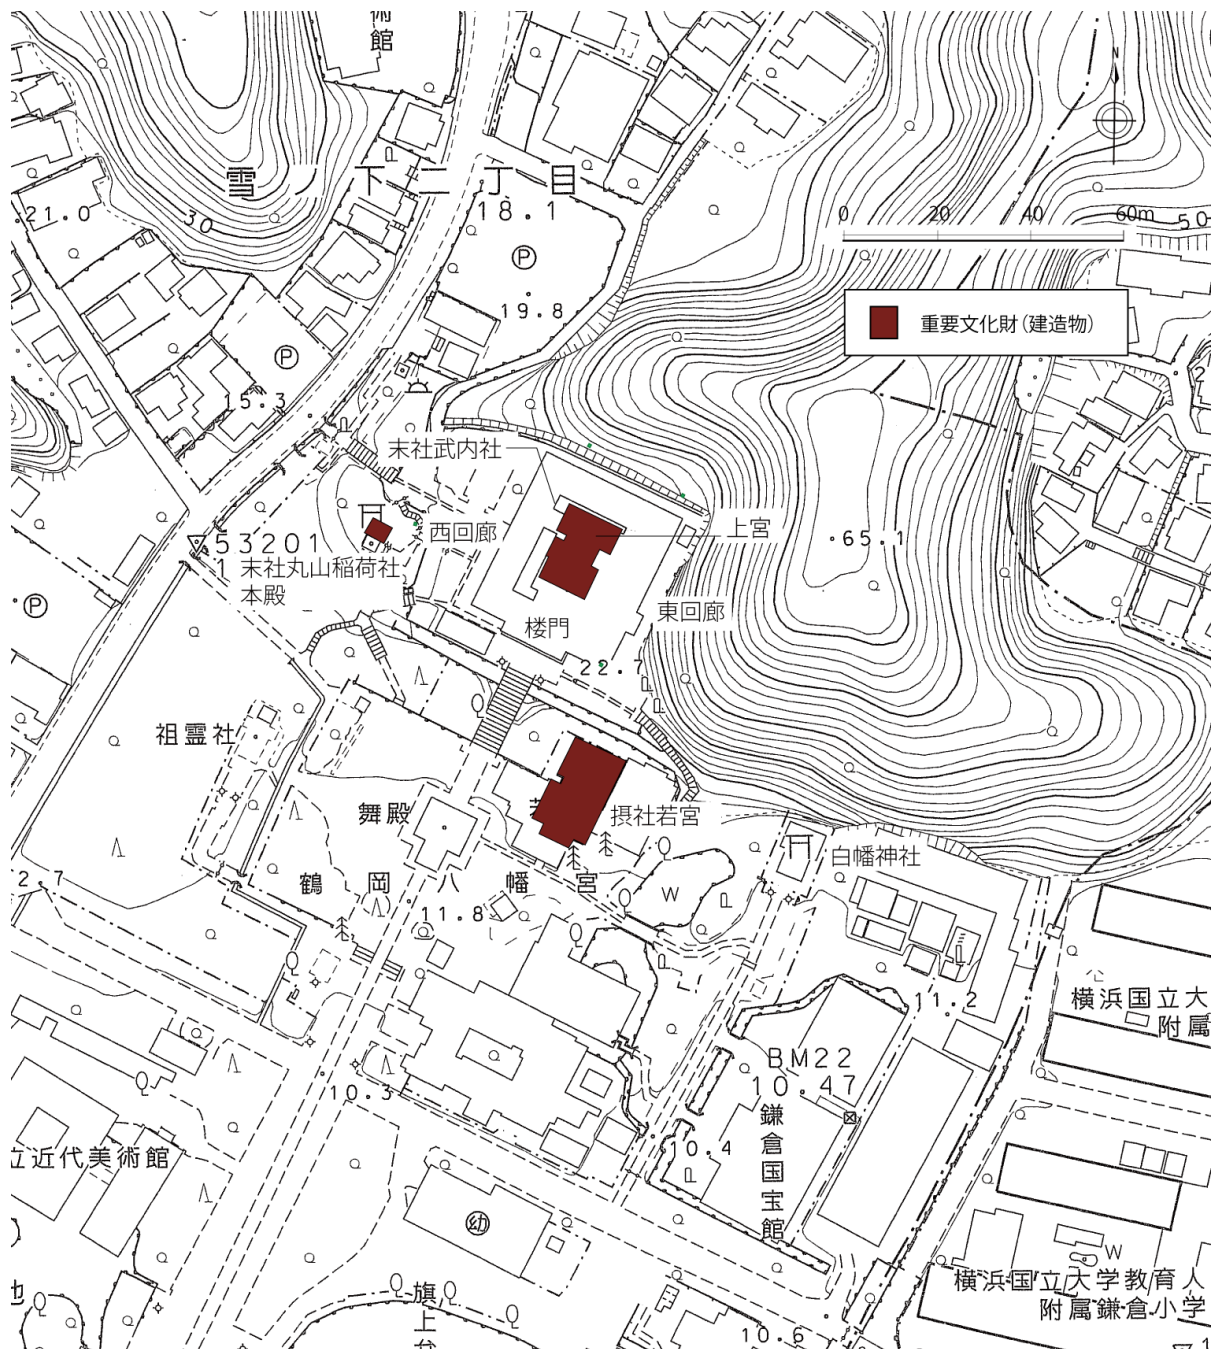 術
館
雪ノ下二丁目
N
21.0
30
18.1
P
19.8
0 20 40 60m
50
重要文化財(建造物)
P
15.3
末社武内社
上宮
西回廊
65.1
53201
1
末社丸山稲荷社
本殿
P
東回廊
楼門
22.7
祖霊社
舞殿
摂社若宮
白幡神社
2.7
鶴岡八幡宮
W
11.8
11.2
横浜国立大
附属
BM22
10.47
10.3
鎌倉国宝館
10.4
立近代美術館
幼
W
横浜国立大学教育人
附属鎌倉小学
池
旗上弁
10.6